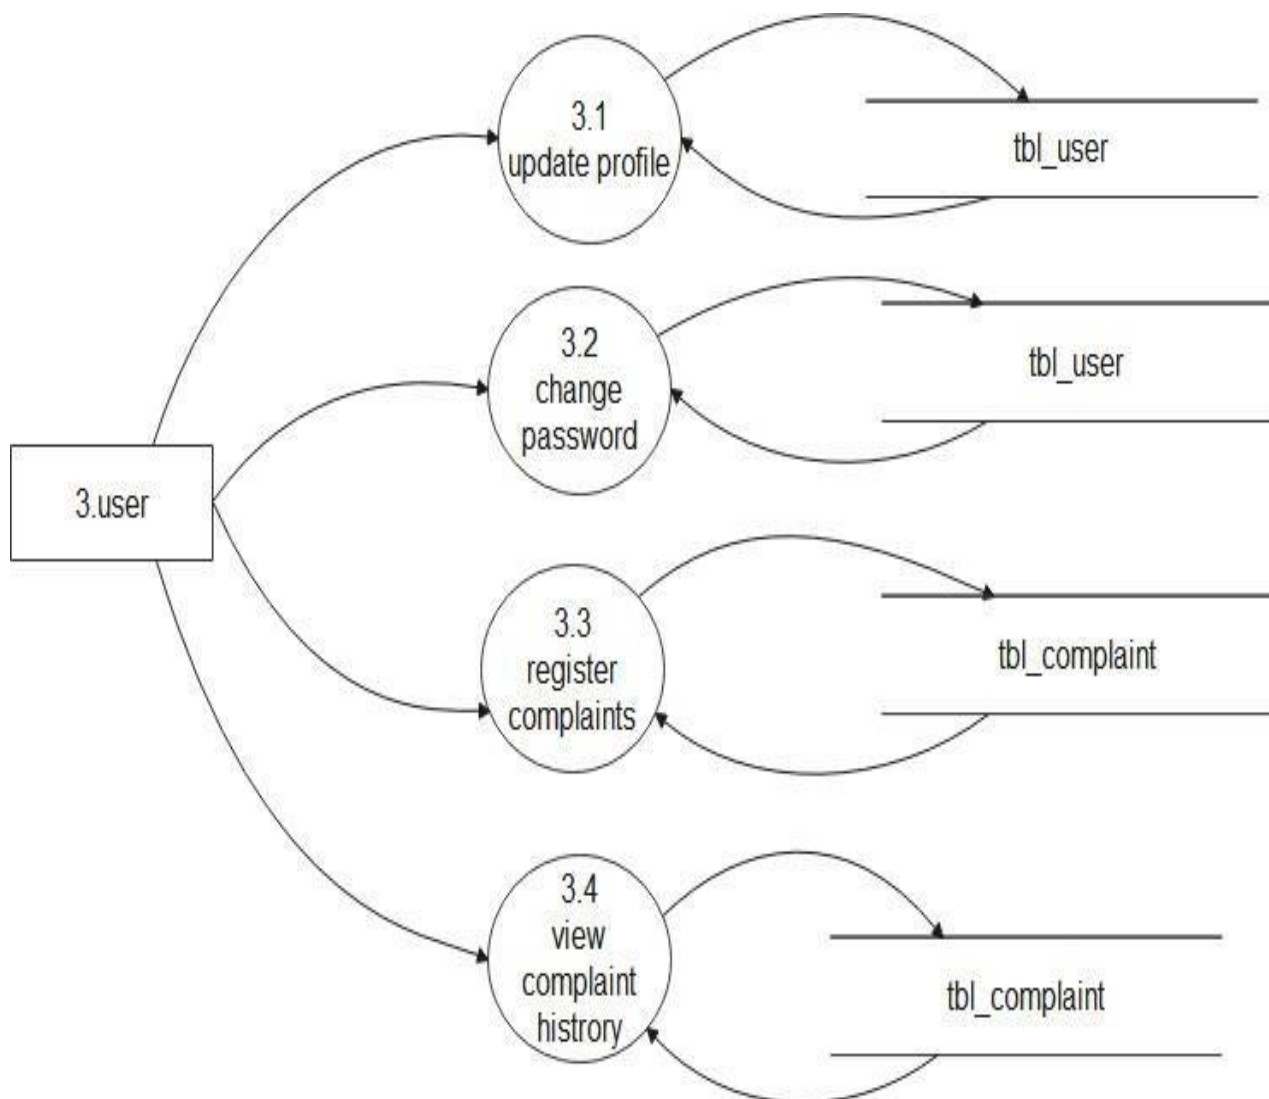 3.1
update profile
tbl_user
3.2
change
password
tbl_user
3.user
3.3
register
complaints
tbl_complaint
3.4
view
complaint
histrory
tbl_complaint